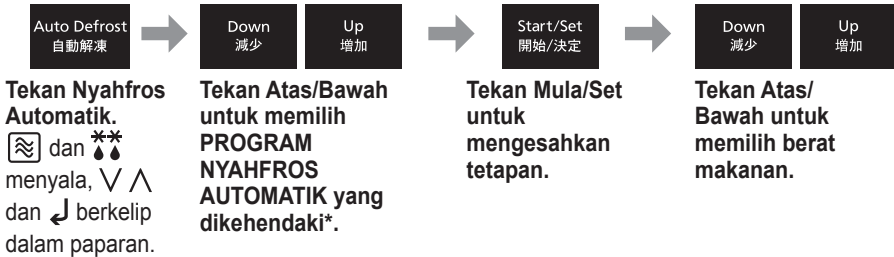 Auto Defrost
自動解凍
Down
減少
Up
増加
Start/Set
開始/決定
Down
減少
Up
増加
Tekan Nyahfros
Automatik.
dan
menyala,
dan berkelip
dalam paparan.
Tekan Atas/Bawah
untuk memilih
PROGRAM
NYAHFROS
AUTOMATIK yang
dikehendaki*.
Tekan Mula/Set
untuk
mengesahkan
tetapan.
Tekan Atas/
Bawah untuk
memilih berat
makanan.